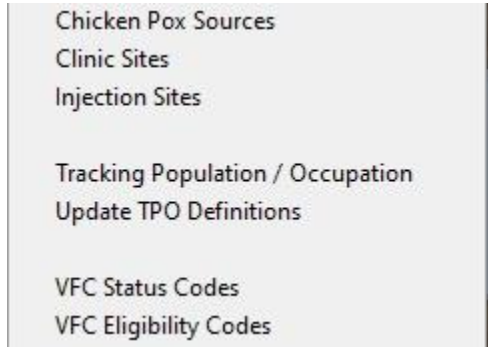 Chicken Pox Sources
Clinic Sites
Injection Sites
Tracking Population / Occupation
Update TPO Definitions
VFC Status Codes
VFC Eligibility Codes